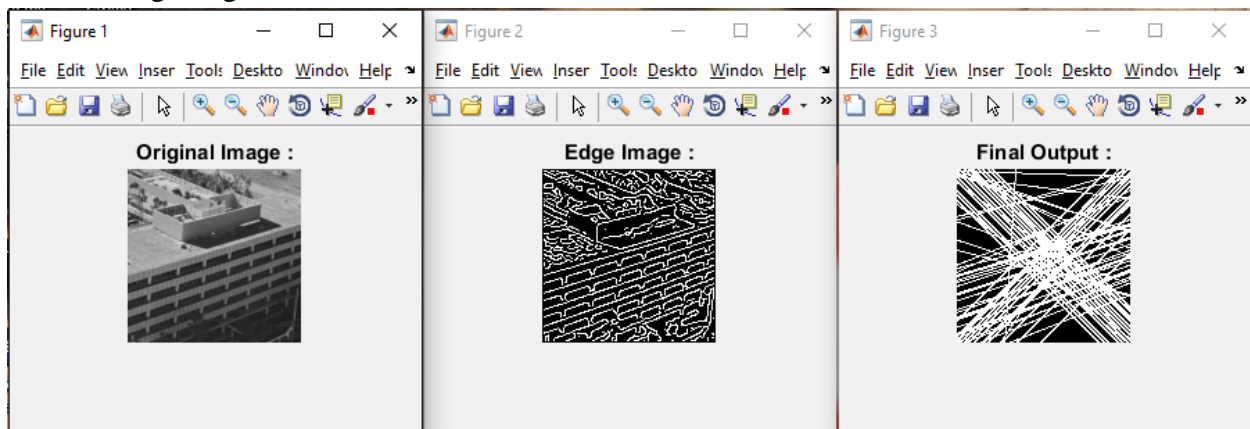 Figure 1
File Edit View Inser Tools Deskto Window Help
Original Image :
Figure 2
File Edit View Inser Tools Deskto Window Help
Edge Image :
Figure 3
File Edit View Inser Tools Deskto Window Help
Final Output :